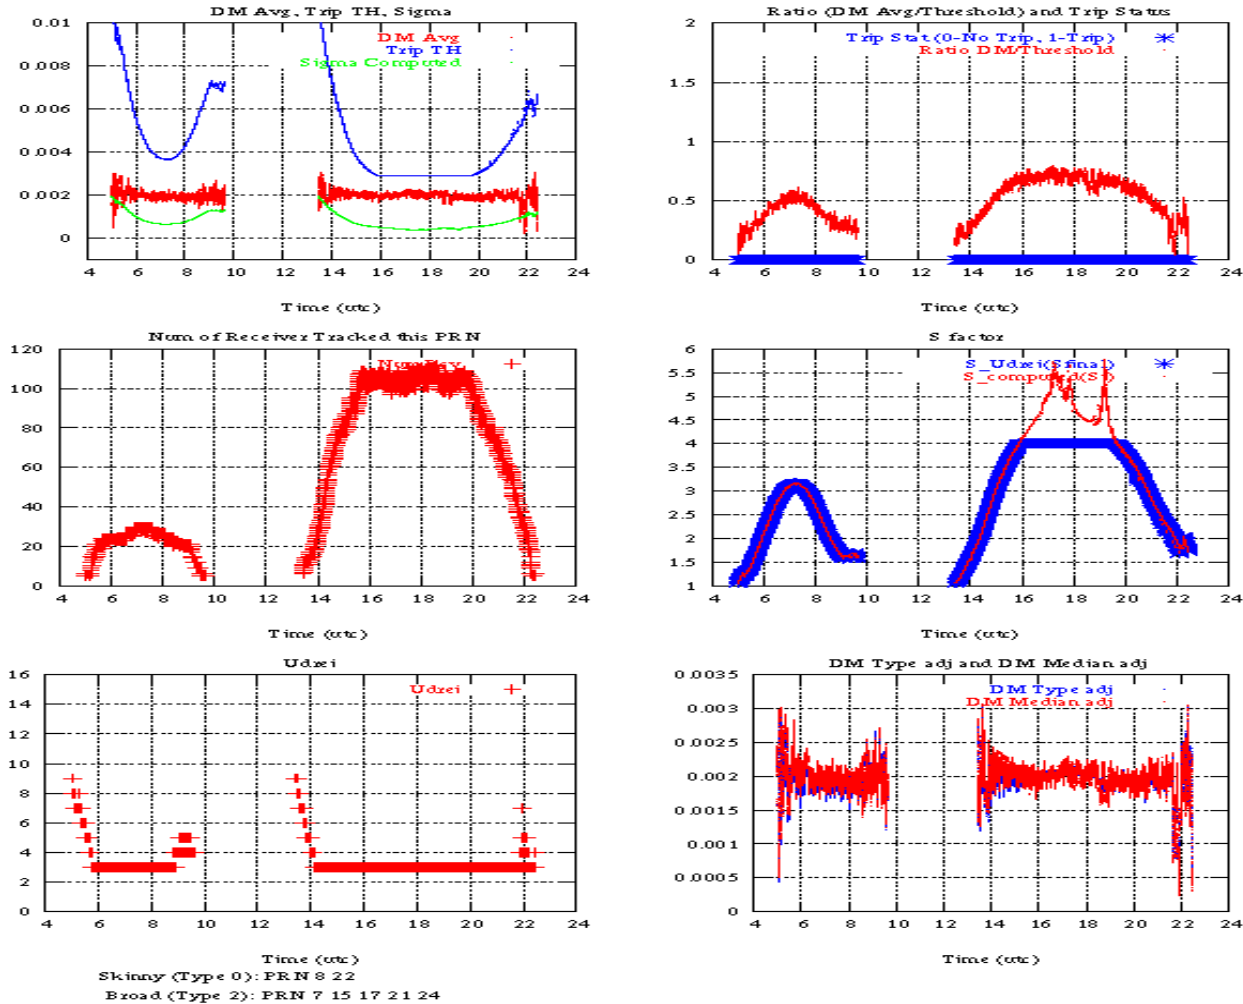 DM Avg, Trip TH, Sigma
0.01
0.008
0.006
0.004
0.002
0
DM Avg
Trip TH
Sigma Computed
4 6 8 10 12 14 16 18 20 22 24
Time (utc)
Ratio (DM Avg/Threshold) and Trip Status
2
1.5
1
0.5
0
Trip Stat (0-No Trip, 1-Trip)
Ratio DM/Threshold
4 6 8 10 12 14 16 18 20 22 24
Time (utc)
Num of Receiver Tracked this PRN
120
100
80
60
40
20
0
Num Rcv
4 6 8 10 12 14 16 18 20 22 24
Time (utc)
S factor
6
5.5
5
4.5
4
3.5
3
2.5
2
1.5
1
S_Udrei(Sfinal)
4 6 8 10 12 14 16 18 20 22 24
Time (utc)
Udrei
16
14
12
10
8
6
4
2
0
Udrei
4 6 8 10 12 14 16 18 20 22 24
Time (utc)
DM Type adj and DM Median adj
0.0035
0.003
0.0025
0.002
0.0015
0.001
0.0005
0
DM Type adj
DM Median adj
4 6 8 10 12 14 16 18 20 22 24
Time (utc)
Skinny (Type 0): PRN 8 22
Broad (Type 2): PRN 7 15 17 21 24